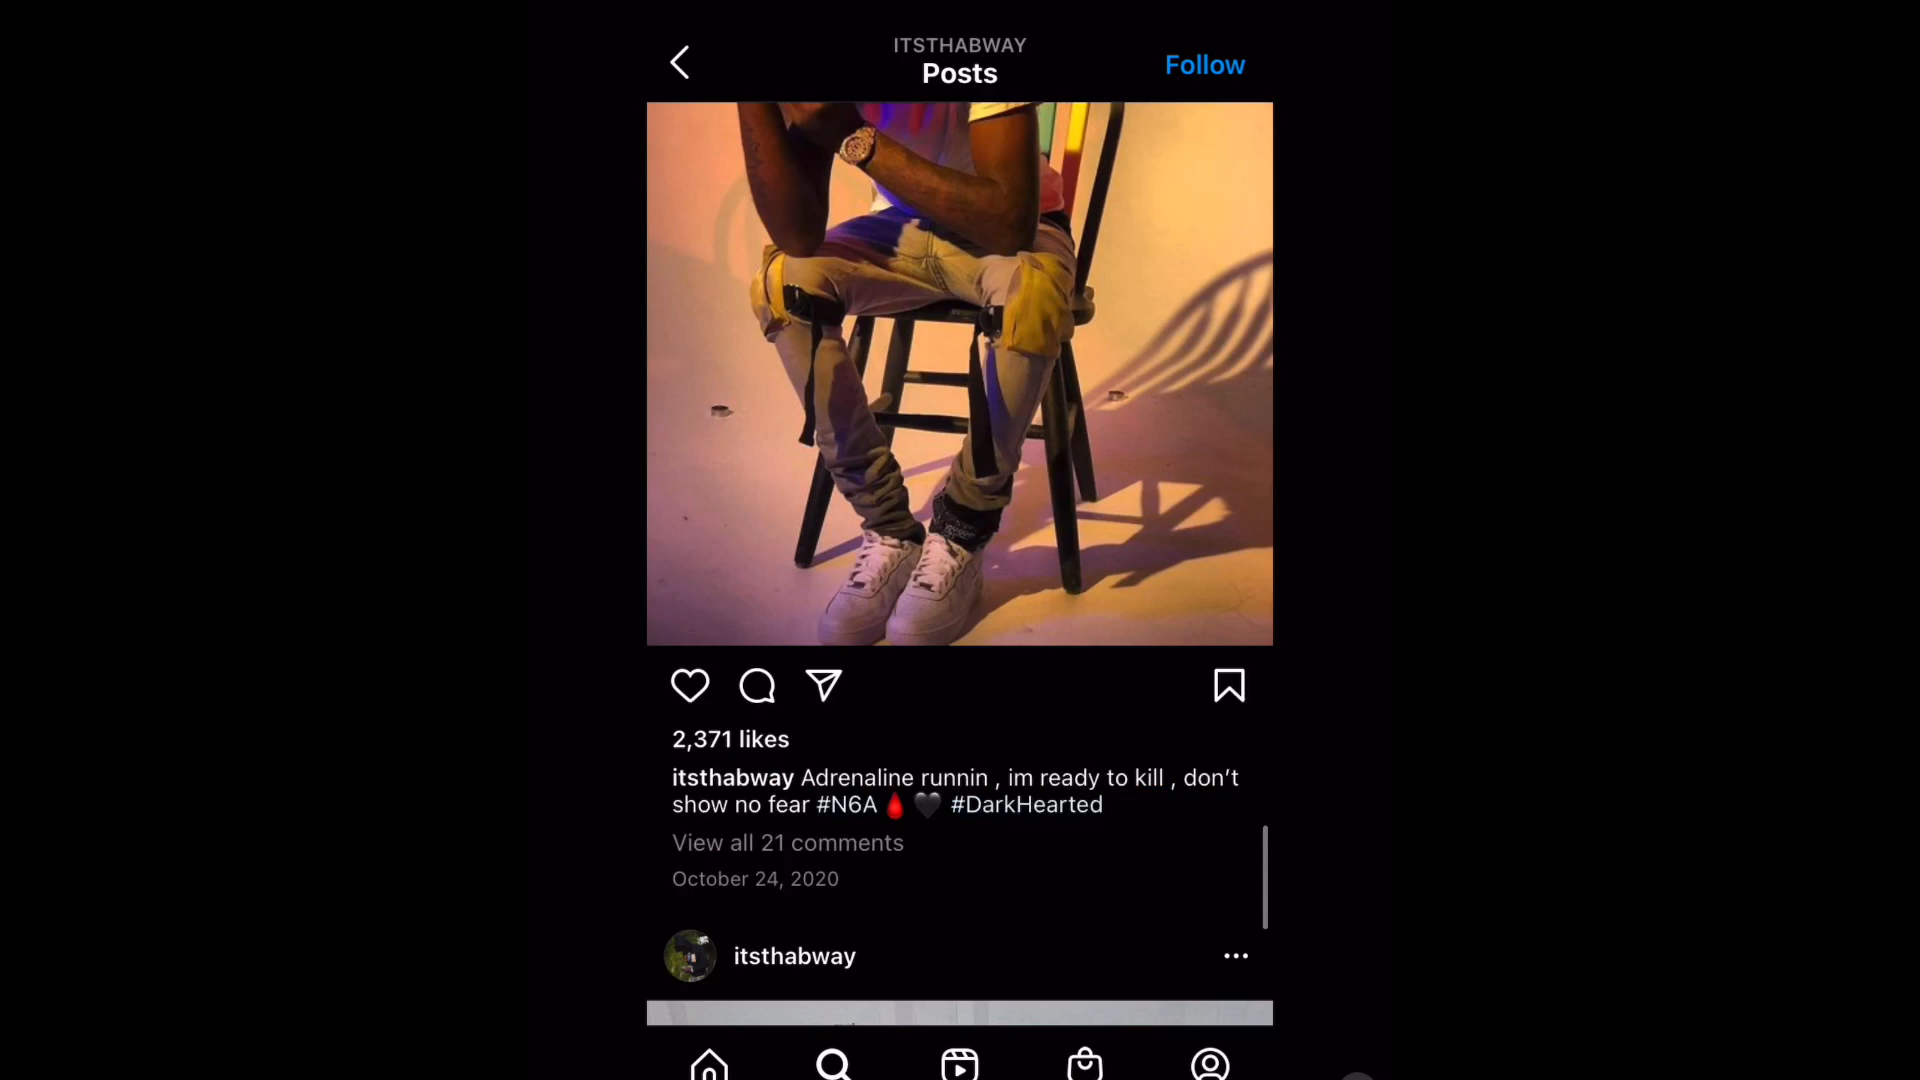 ITSTHABWAY
Posts
Follow
2,371 likes
itsthabway Adrenaline runnin , im ready to kill , don’t
show no fear #N6A🩸🖤 #DarkHearted
View all 21 comments
October 24, 2020
itsthabway